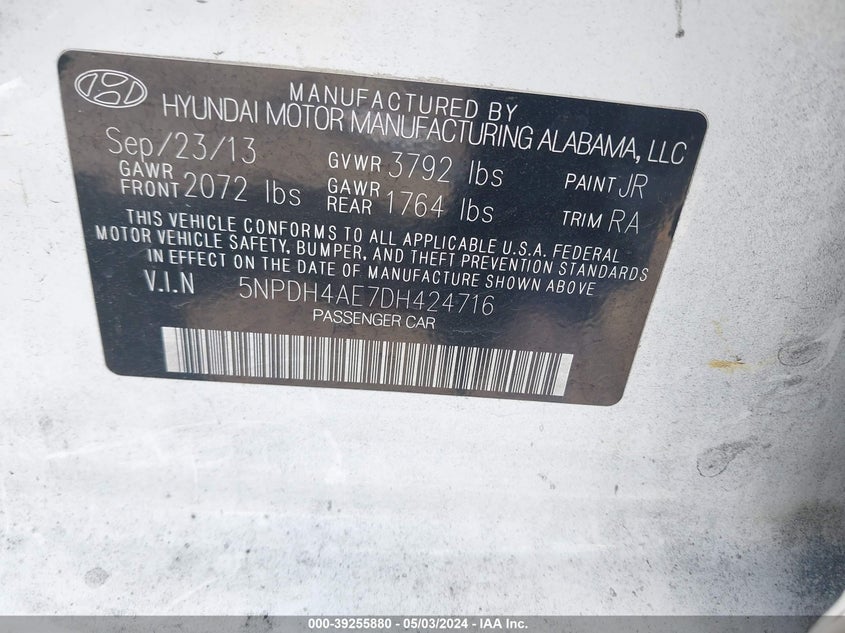 MANUFACTURED BY
HYUNDAI MOTOR MANUFACTURING ALABAMA, LLC
Sep/23/13 GVWR 3792 lbs PAINT JR
GAWR FRONT 2072 lbs GAWR REAR 1764 lbs TRIM RA
THIS VEHICLE CONFORMS TO ALL APPLICABLE U.S.A. FEDERAL
MOTOR VEHICLE SAFETY, BUMPER, AND THEFT PREVENTION STANDARDS
IN EFFECT ON THE DATE OF MANUFACTURE SHOWN ABOVE
V.I.N 5NPDH4AE7DH424716
PASSENGER CAR
000-39255880 - 05/03/2024 - IAA Inc.